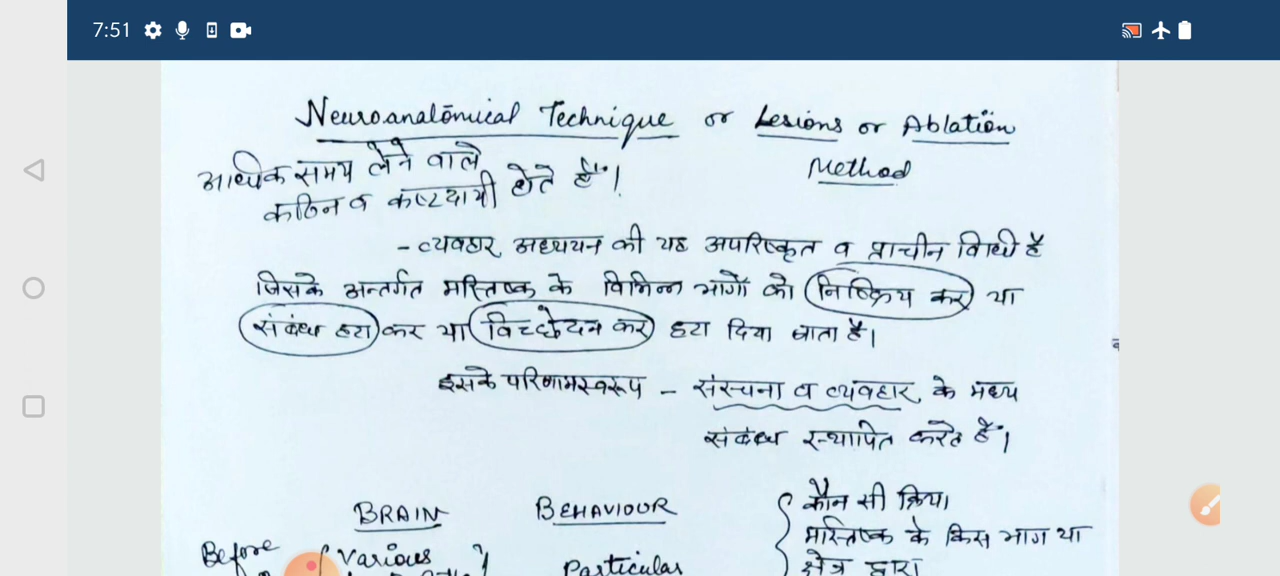 7:51
Neuroanatomical Technique or Lesions or Ablation
Method
अधिक समय लेने वाले
कठिन व कष्टदायी होते हैं।
- व्यवहार अध्ययन की यह अपरिष्कृत व प्राचीन विधी है
जिसके अन्तर्गत मस्तिष्क के विभिन्न भागों को निष्क्रिय कर या
संबंध हटा कर या विच्छेदन कर हटा दिया जाता है।
इसके परिणामस्वरूप - संरचना व व्यवहार के मध्य
संबंध स्थापित करते हैं।
BRAIN BEHAVIOUR
कौन सी क्रिया
मस्तिष्क के किस भाग या
क्षेत्र द्वारा
Before
Various
Particular